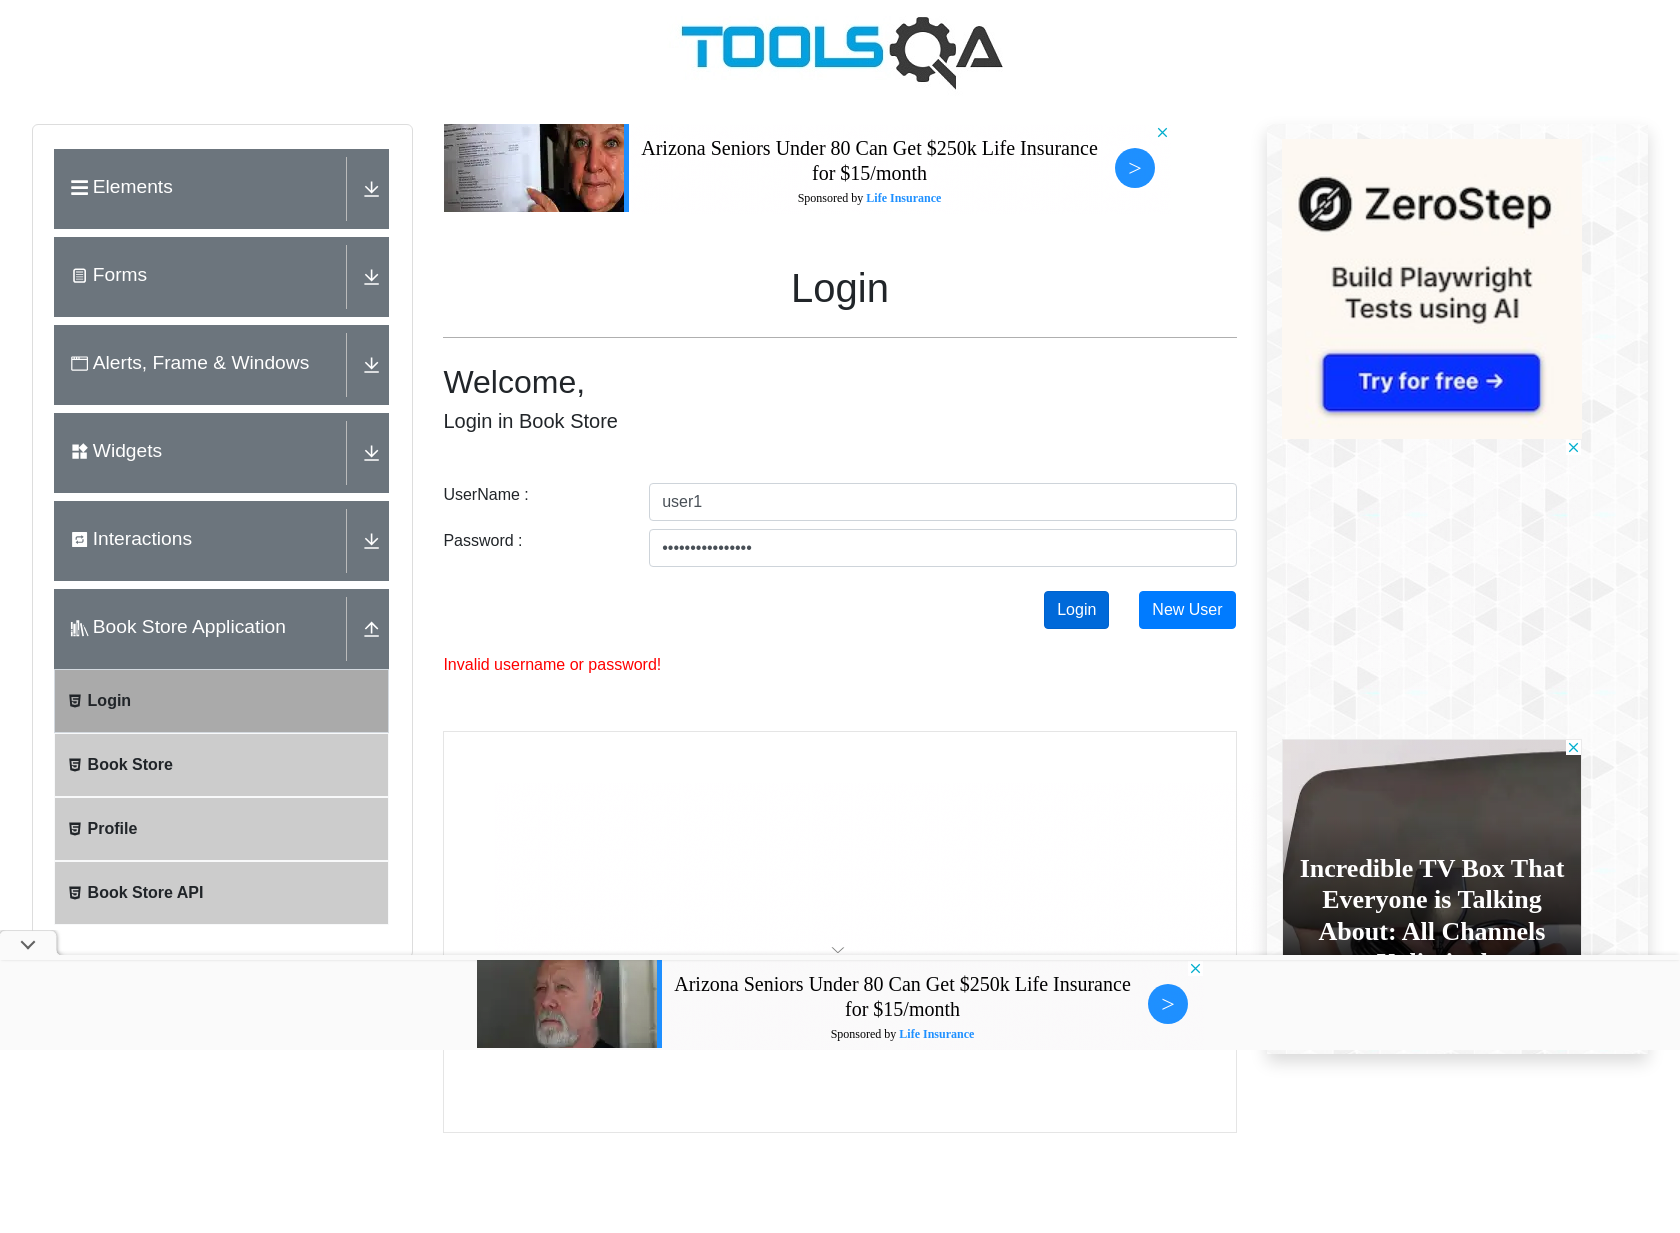 TOOLSQA
Elements
Forms
Alerts, Frame & Windows
Widgets
Interactions
Book Store Application
Login
Book Store
Profile
Book Store API
Arizona Seniors Under 80 Can Get $250k Life Insurance
for $15/month
Sponsored by Life Insurance
>
Login
Welcome,
Login in Book Store
UserName :
user1
Password :
••••••••••••••••
Login
New User
Invalid username or password!
ZeroStep
Build Playwright
Tests using AI
Try for free →
Incredible TV Box That
Everyone is Talking
About: All Channels
Arizona Seniors Under 80 Can Get $250k Life Insurance
for $15/month
Sponsored by Life Insurance
>